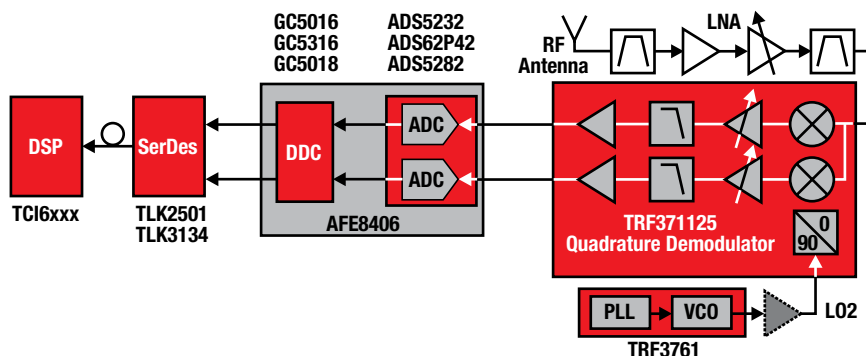 GC5016
GC5316
GC5018
ADS5232
ADS62P42
ADS5282
RF
Antenna
LNA
DSP
TCI6xxx
SerDes
TLK2501
TLK3134
DDC
ADC
ADC
AFE8406
TRF371125
Quadrature Demodulator
0
90
PLL
VCO
LO2
TRF3761